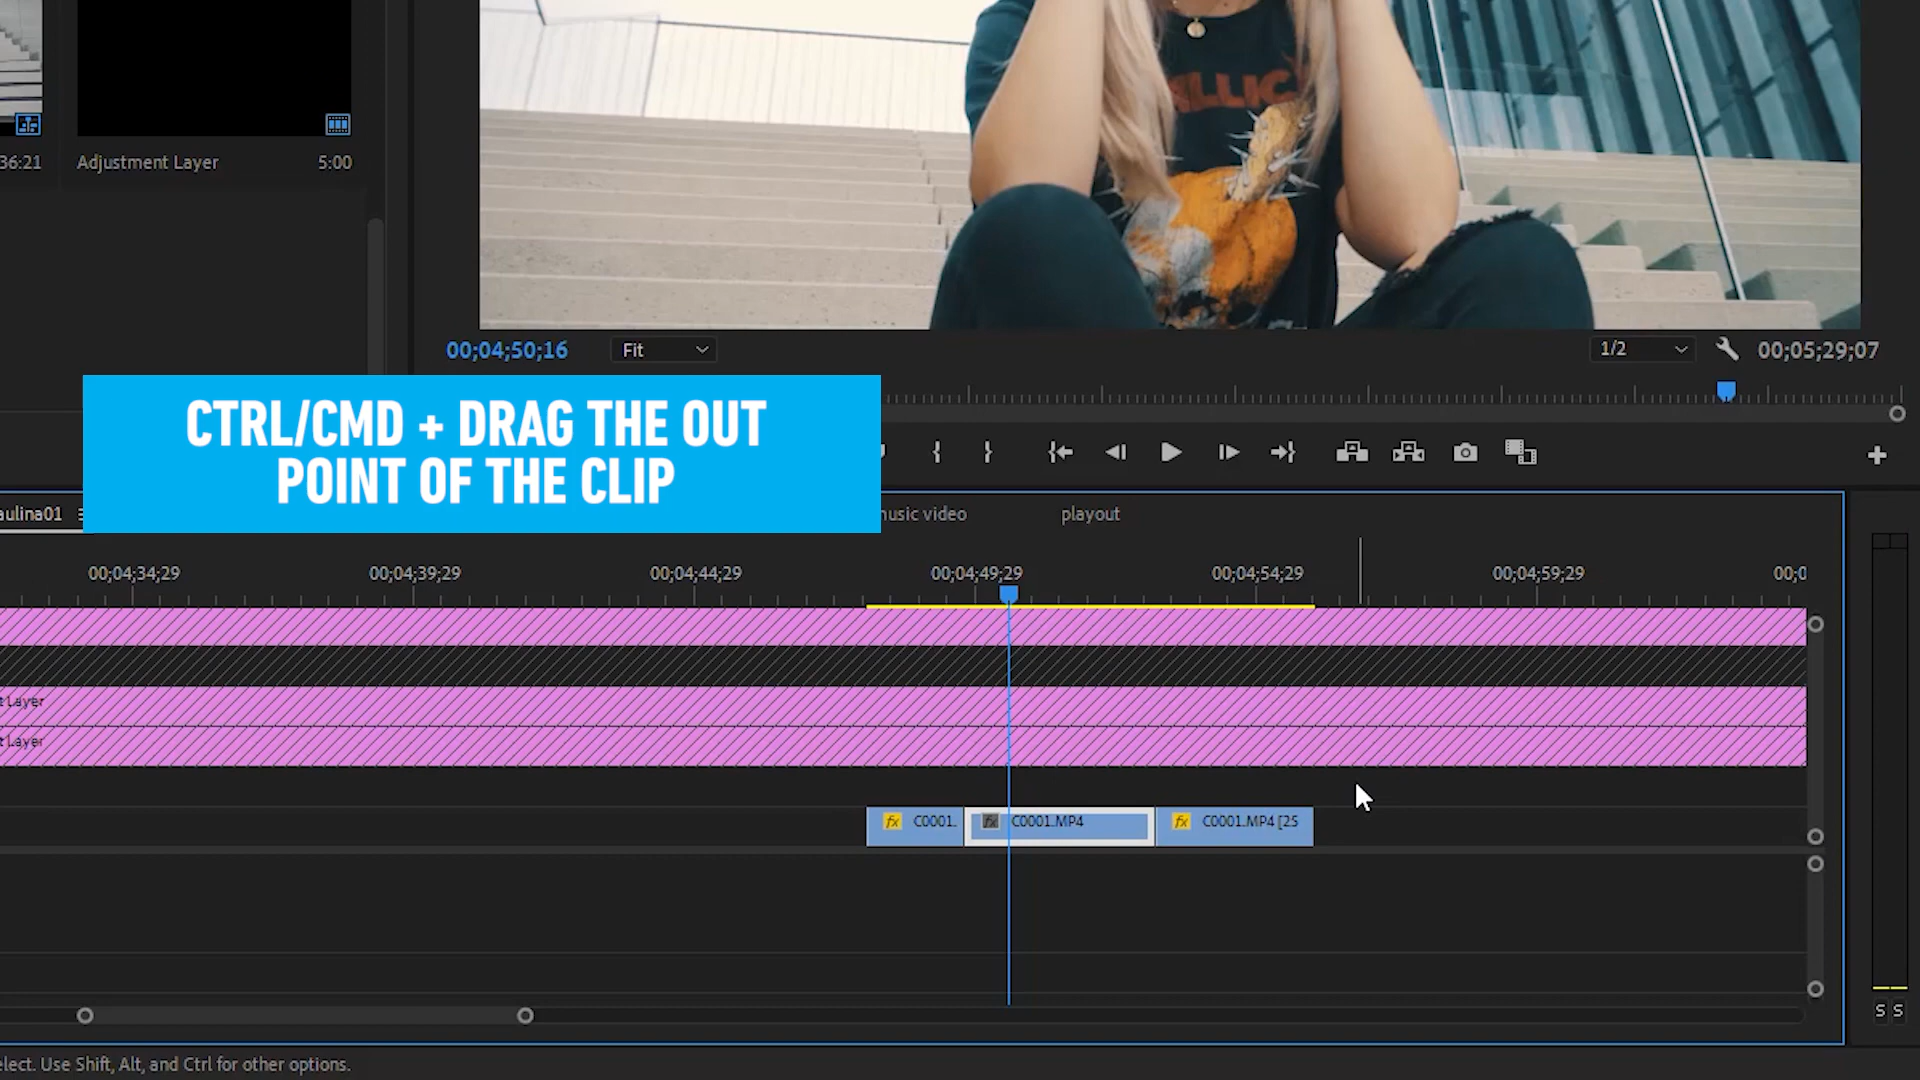 36:21
Adjustment Layer
5:00
00;04;50;16
Fit
1/2
00;05;29;07
CTRL/CMD + DRAG THE OUT
POINT OF THE CLIP
aulina01
usic video
playout
00;04;34;29
00;04;39;29
00;04;44;29
00;04;49;29
00;04;54;29
00;04;59;29
00;0
t Layer
t Layer
fx C0001.
fx C0001.MP4
fx C0001.MP4 [25
S S
elect. Use Shift, Alt, and Ctrl for other options.